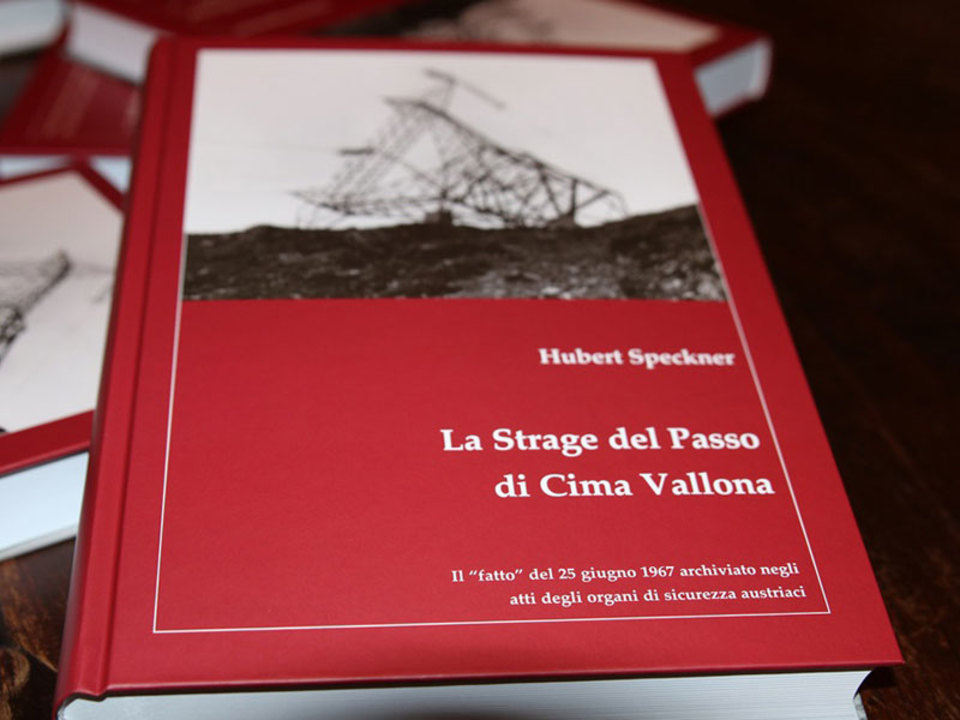 Hubert Speckner
La Strage del Passo
di Cima Vallona
Il “fatto” del 25 giugno 1967 archiviato negli
atti degli organi di sicurezza austriaci